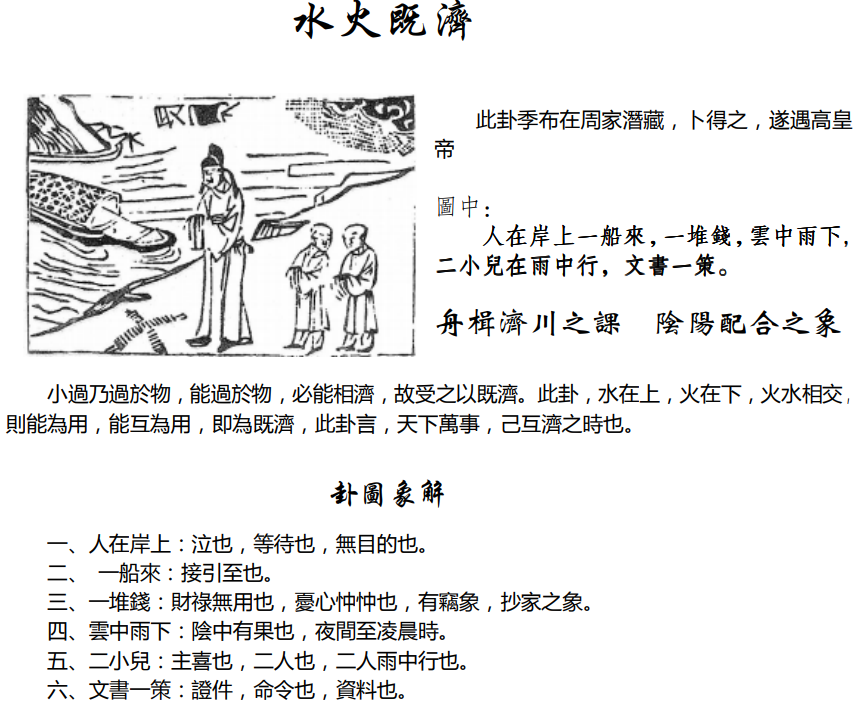 水火既濟
此卦季布在周家潛藏，卜得之，遂遇高皇
帝
圖中：
人在岸上一船來，一堆錢，雲中雨下，
二小兒在雨中行，文書一策。
舟楫濟川之課　陰陽配合之象
小過乃過於物，能過於物，必能相濟，故受之以既濟。此卦，水在上，火在下，火水相交，
則能為用，能互為用，即為既濟，此卦言，天下萬事，己互濟之時也。
卦圖象解
一、人在岸上：泣也，等待也，無目的也。
二、 一船來：接引至也。
三、一堆錢：財祿無用也，憂心忡忡也，有竊象，抄家之象。
四、雲中雨下：陰中有果也，夜間至凌晨時。
五、二小兒：主喜也，二人也，二人雨中行也。
六、文書一策：證件，命令也，資料也。